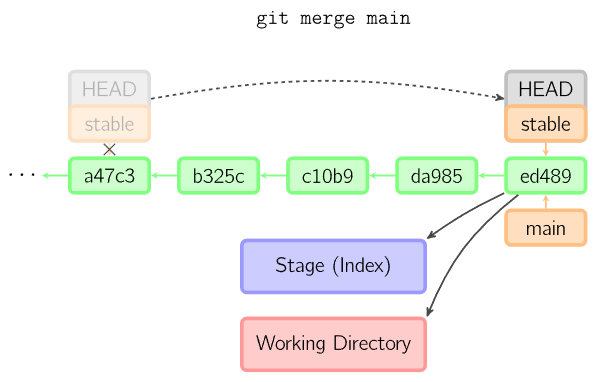 git merge main
HEAD HEAD
stable stable
... a47c3 b325c c10b9 da985 ed489
main
Stage (Index)
Working Directory